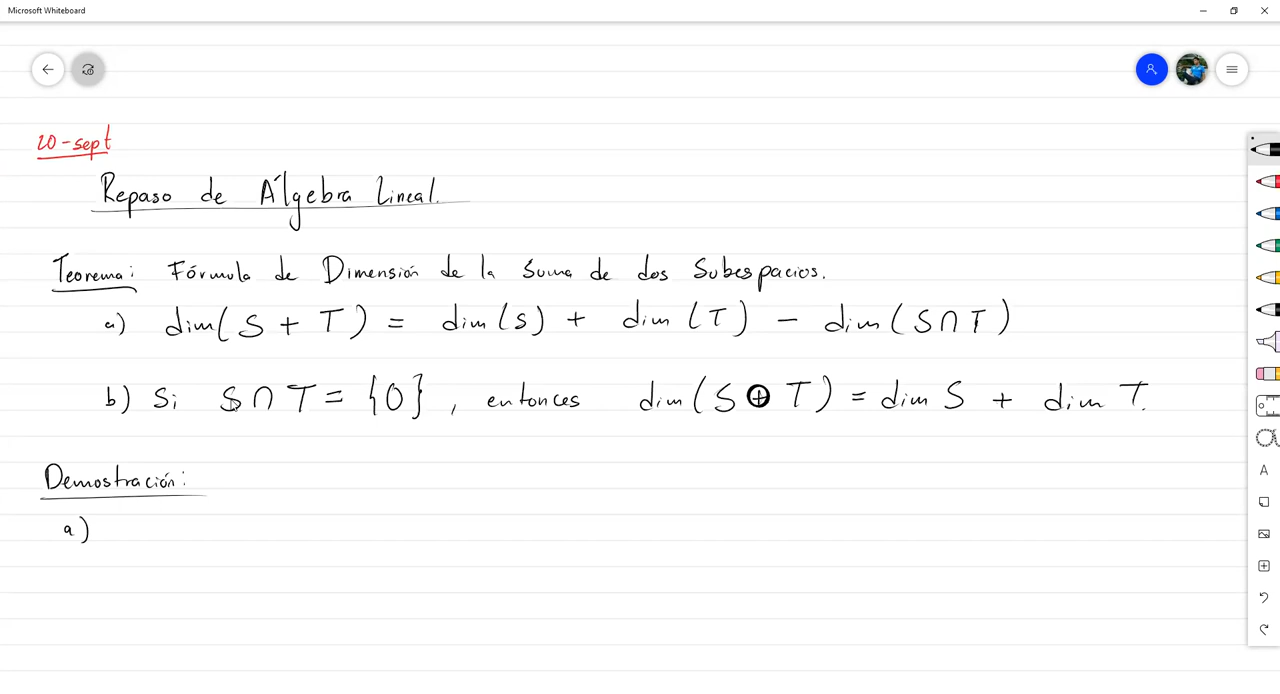 Microsoft Whiteboard
20-sept
Repaso de Álgebra Lineal.
Teorema: Fórmula de Dimensión de la Suma de dos Subespacios.
a) dim(S + T) = dim(S) + dim(T) - dim(S∩T)
b) Si S∩T = {0}, entonces dim(S ⊕ T) = dim S + dim T.
Demostración:
a)
A